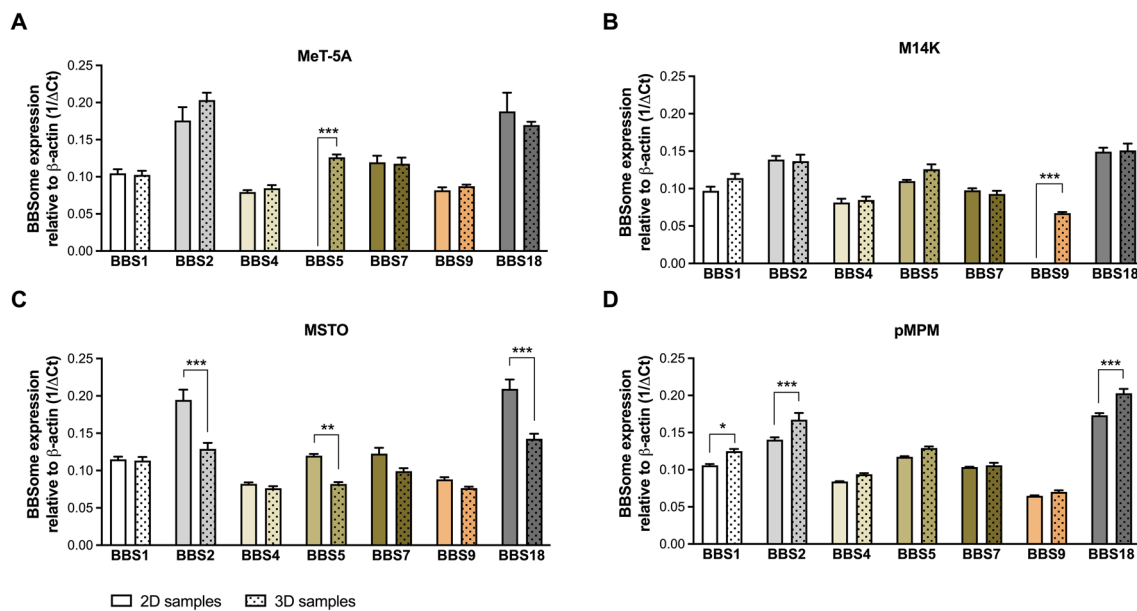 A
MeT-5A
BBSome expression
relative to β-actin (1/ΔCt)
0.25
0.20
0.15
0.10
0.05
0.00
***
BBS1 BBS2 BBS4 BBS5 BBS7 BBS9 BBS18
B
M14K
BBSome expression
relative to β-actin (1/ΔCt)
0.25
0.20
0.15
0.10
0.05
0.00
***
BBS1 BBS2 BBS4 BBS5 BBS7 BBS9 BBS18
C
MSTO
BBSome expression
relative to β-actin (1/ΔCt)
0.25
0.20
0.15
0.10
0.05
0.00
*** ** ***
BBS1 BBS2 BBS4 BBS5 BBS7 BBS9 BBS18
D
pMPM
BBSome expression
relative to β-actin (1/ΔCt)
0.25
0.20
0.15
0.10
0.05
0.00
* *** ***
BBS1 BBS2 BBS4 BBS5 BBS7 BBS9 BBS18
2D samples 3D samples